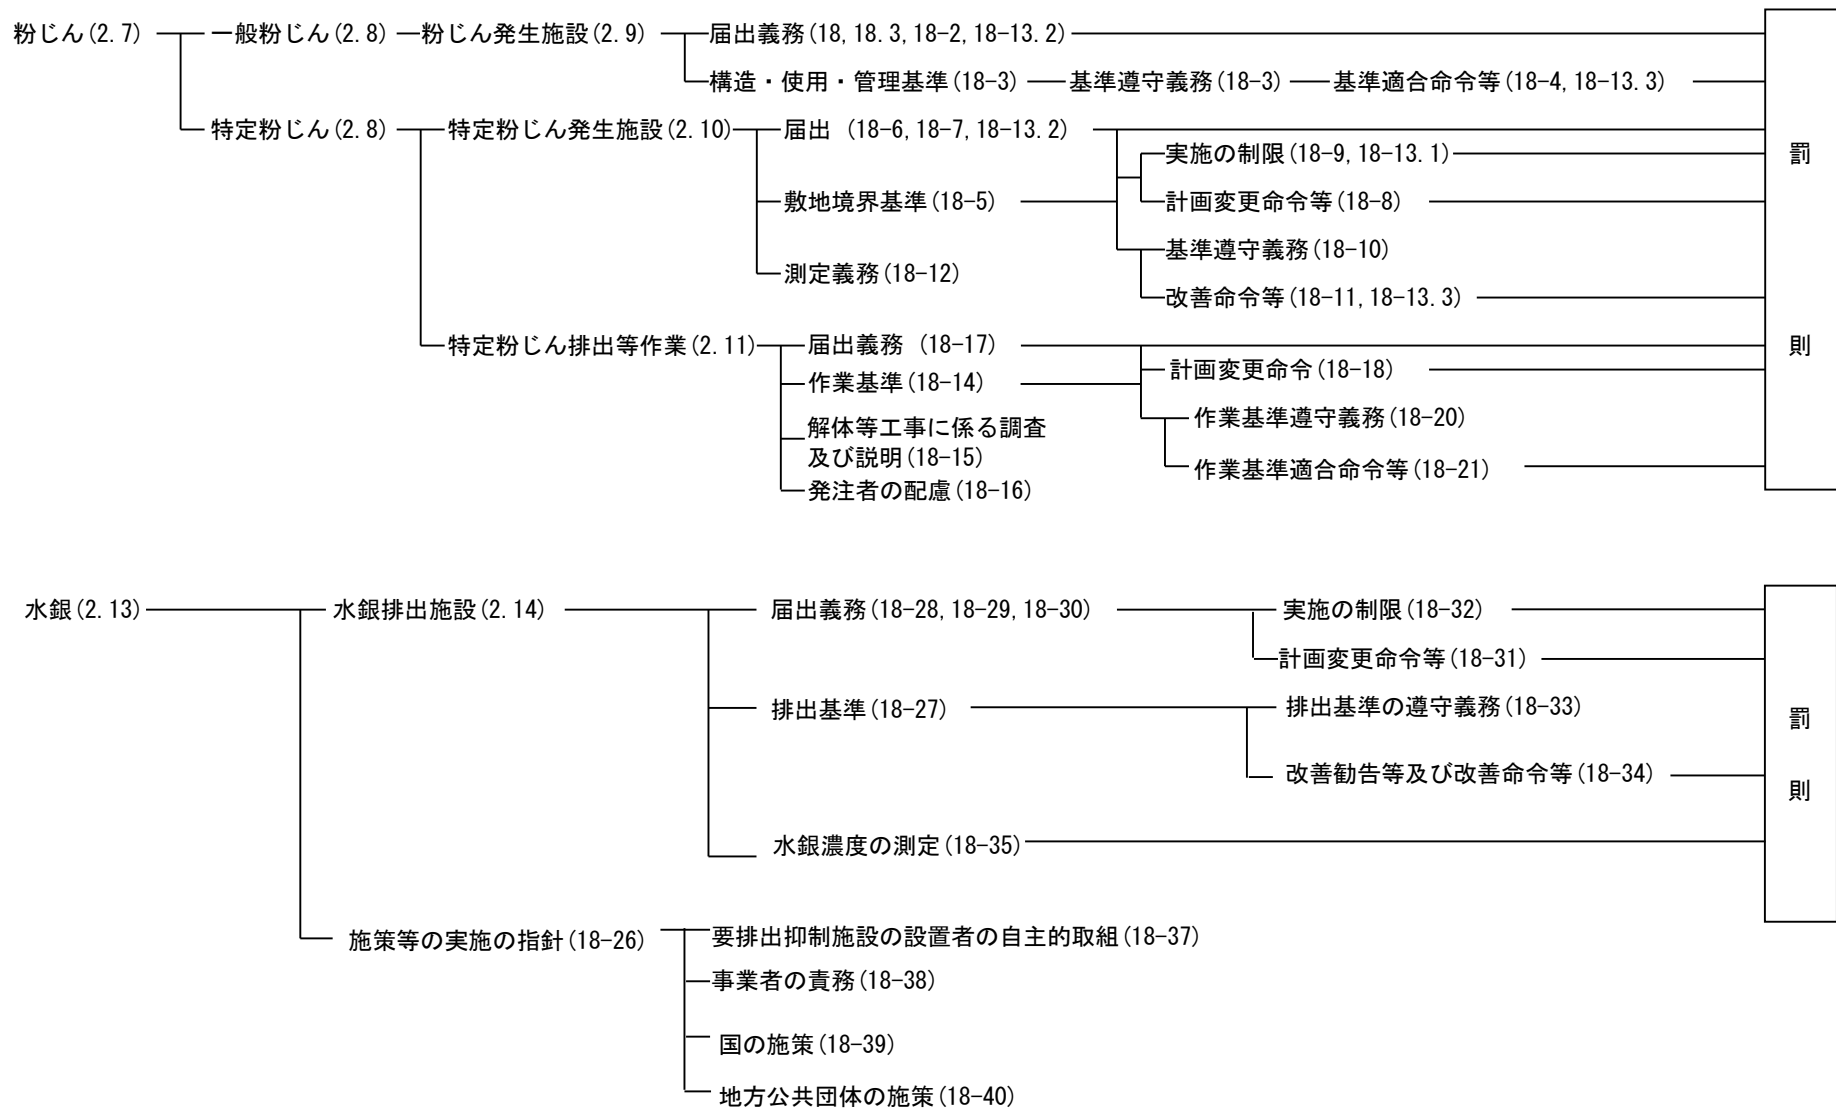 粉じん(2.7)
一般粉じん(2.8)
粉じん発生施設(2.9)
届出義務(18,18.3,18-2,18-13.2)
構造・使用・管理基準(18-3)
基準遵守義務(18-3)
基準適合命令等(18-4,18-13.3)
特定粉じん(2.8)
特定粉じん発生施設(2.10)
届出 (18-6,18-7,18-13.2)
実施の制限(18-9,18-13.1)
敷地境界基準(18-5)
計画変更命令等(18-8)
基準遵守義務(18-10)
測定義務(18-12)
改善命令等(18-11,18-13.3)
特定粉じん排出等作業(2.11)
届出義務 (18-17)
計画変更命令(18-18)
作業基準(18-14)
作業基準遵守義務(18-20)
解体等工事に係る調査
及び説明(18-15)
作業基準適合命令等(18-21)
発注者の配慮(18-16)
罰
則
水銀(2.13)
水銀排出施設(2.14)
届出義務(18-28,18-29,18-30)
実施の制限(18-32)
計画変更命令等(18-31)
排出基準(18-27)
排出基準の遵守義務(18-33)
改善勧告等及び改善命令等(18-34)
水銀濃度の測定(18-35)
罰
則
施策等の実施の指針(18-26)
要排出抑制施設の設置者の自主的取組(18-37)
事業者の責務(18-38)
国の施策(18-39)
地方公共団体の施策(18-40)